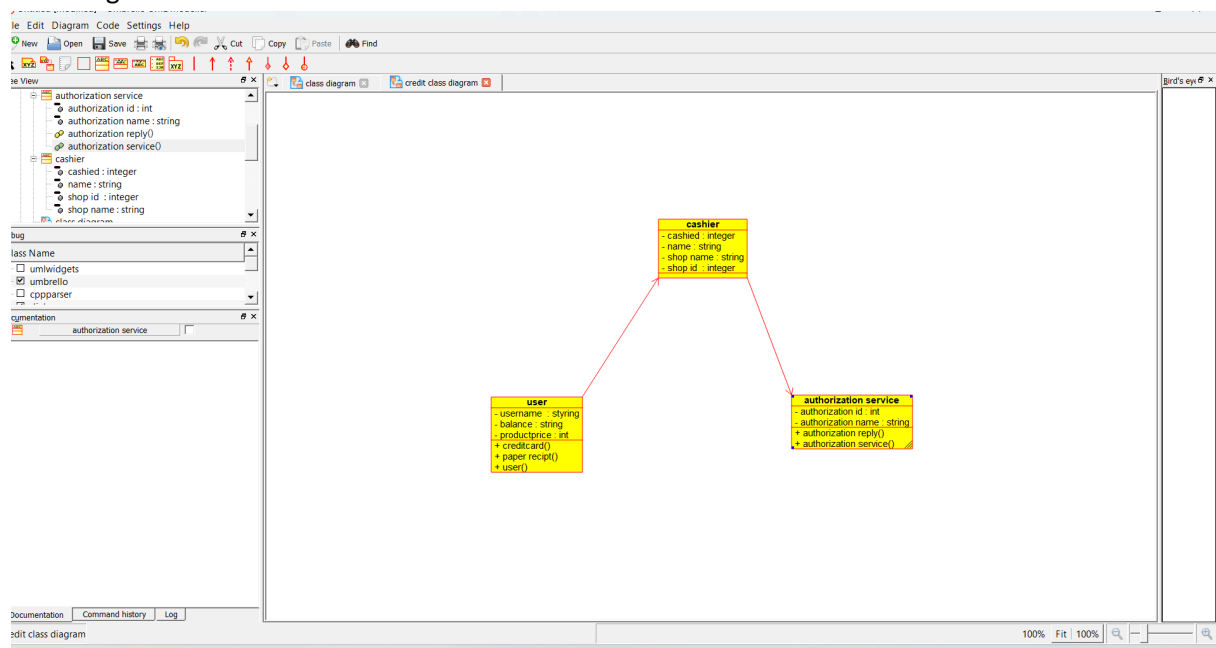 le Edit Diagram Code Settings Help
New Open Save Cut Copy Paste Find
ee View
class diagram credit class diagram
Bird's eye
authorization service
authorization id : int
authorization name : string
authorization reply()
authorization service()
cashier
cashied : integer
name : string
shop id : integer
shop name : string
class diagram
bug
lass Name
umlwidgets
umbrello
cppparser
cumentation
authorization service
cashier
- cashied : integer
- name : string
- shop name : string
- shop id : integer
user
- username : styring
- balance : string
- productprice : int
+ creditcard()
+ paper recipt()
+ user()
authorization service
- authorization id : int
- authorization name : string
+ authorization reply()
+ authorization service()
Documentation Command history Log
edit class diagram
100% Fit 100%